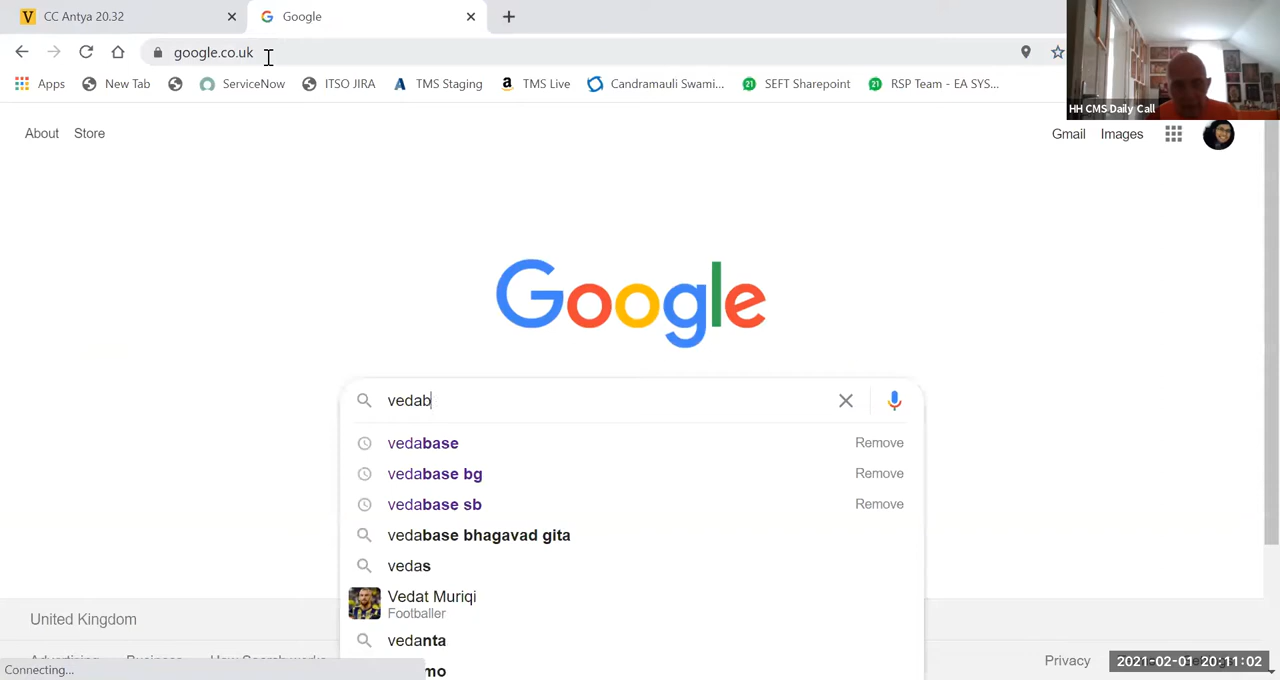 CC Antya 20.32
Google
google.co.uk
Apps New Tab ServiceNow ITSO JIRA TMS Staging TMS Live Candramauli Swami... SEFT Sharepoint RSP Team - EA SYS...
HH CMS Daily Call
About Store Gmail Images
Google
vedab
vedabase Remove
vedabase bg Remove
vedabase sb Remove
vedabase bhagavad gita
vedas
Vedat Muriqi
Footballer
vedanta
United Kingdom
Privacy
Connecting...
2021-02-01 20:11:02